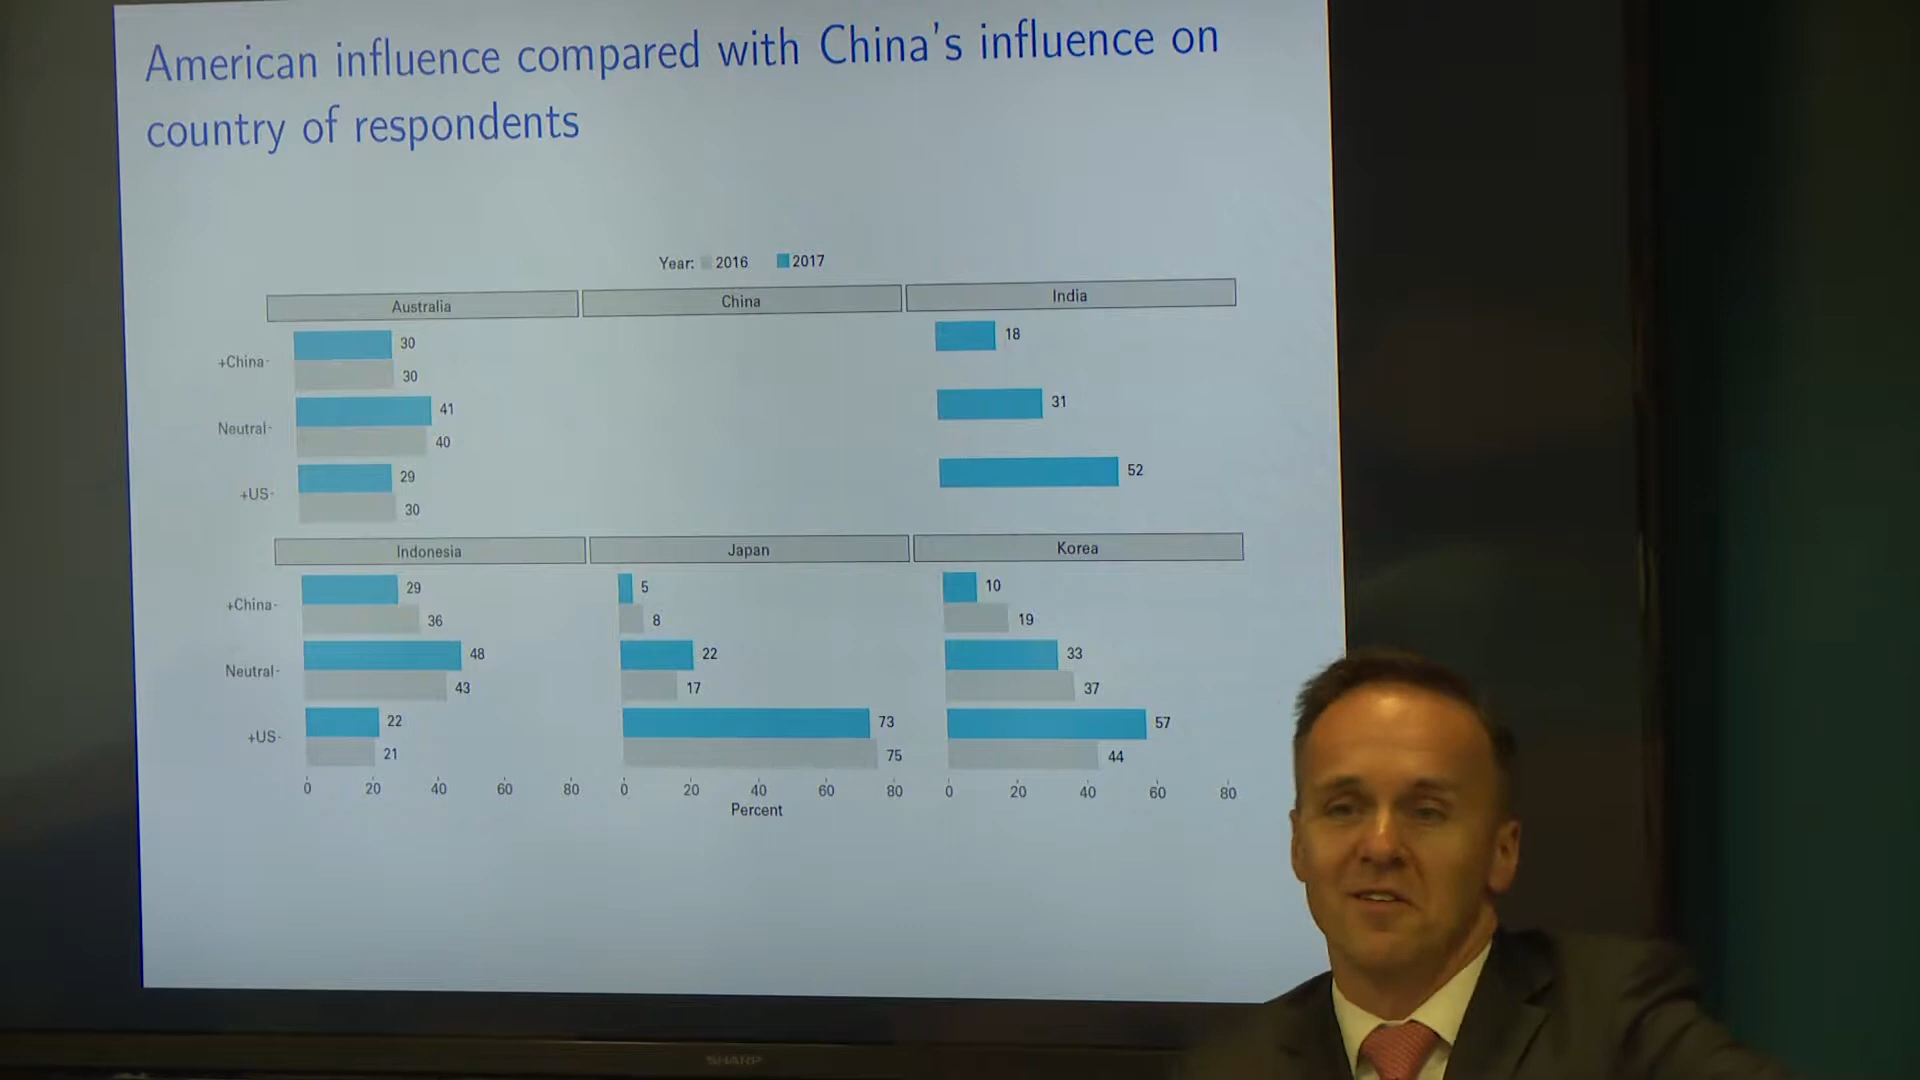 American influence compared with China's influence on
country of respondents
Year: 2016 2017
Australia China India
+China- 30 18
30
Neutral- 41 31
40
+US- 29 52
30
Indonesia Japan Korea
+China- 29 5 10
36 8 19
Neutral- 48 22 33
43 17 37
+US- 22 73 57
21 75 44
0 20 40 60 80 0 20 40 60 80 0 20 40 60 80
Percent
SHARP